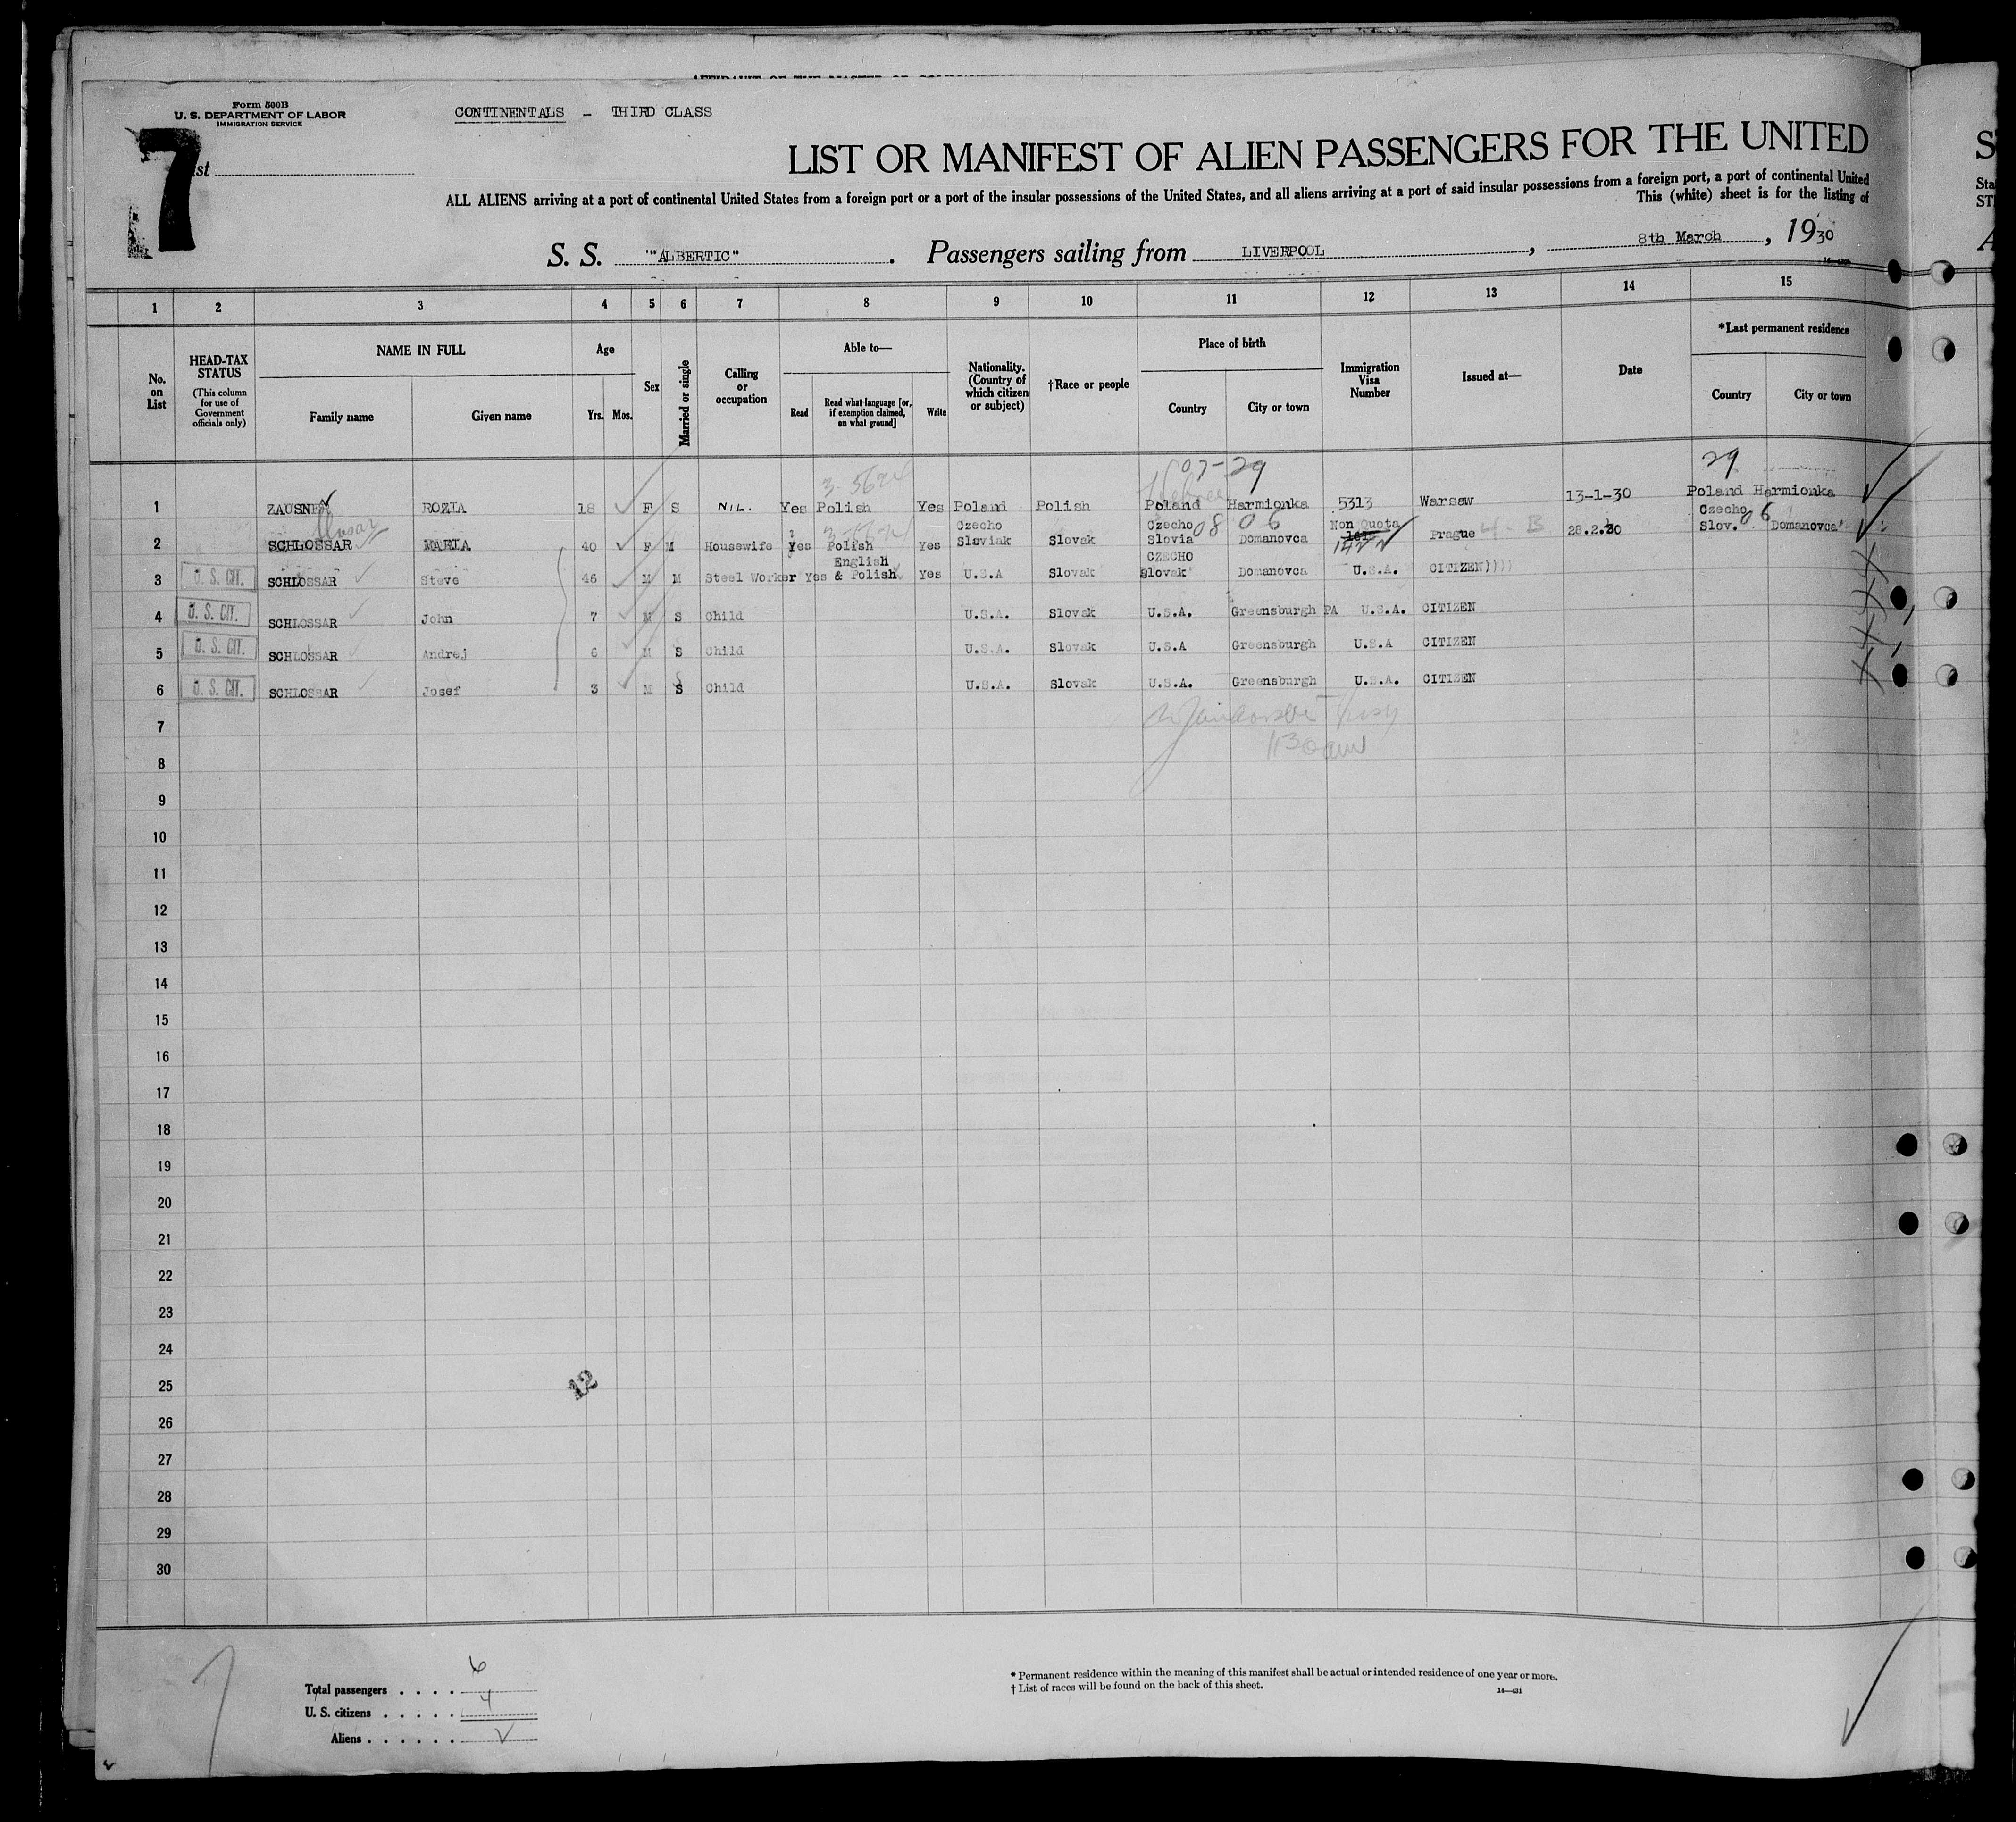 Form 500B
U. S. DEPARTMENT OF LABOR
IMMIGRATION SERVICE
CONTINENTALS - THIRD CLASS
7
LIST OR MANIFEST OF ALIEN PASSENGERS FOR THE UNITED
ALL ALIENS arriving at a port of continental United States from a foreign port or a port of the insular possessions of the United States, and all aliens arriving at a port of said insular possessions from a foreign port, a port of continental United
This (white) sheet is for the listing of
S. S. "ALBERTIC". Passengers sailing from LIVERPOOL, 8th March, 1930
1 2 3 4 5 6 7 8 9 10 11 12 13 14 15
No. on List
HEAD-TAX STATUS (This column for use of Government officials only)
NAME IN FULL Family name Given name
Age Yrs. Mos.
Sex
Married or single
Calling or occupation
Able to— Read Read what language [or, if exemption claimed, on what ground] Write
Nationality. (Country of which citizen or subject)
†Race or people
Place of birth Country City or town
Immigration Visa Number
Issued at—
Date
*Last permanent residence Country City or town
07-29 29
1 ZAUSNER ROZIA 18 F S NIL. Yes Polish Yes Poland Polish Poland Harmionka 5313 Warsaw 13-1-30 Poland Harmionka
2 SCHLOSSAR MARIA 40 F M Housewife Yes Polish Yes Czecho Sloviak Slovak Czecho Slovia 08 06 Domanovca Non Quota Prague 28.2.30 Czecho Slov. 06 Domanovca
3 U. S. CIT. SCHLOSSAR Steve 46 M M Steel Worker Yes English & Polish Yes U.S.A Slovak CZECHO Slovak Domanovca U.S.A. CITIZEN))))
4 U. S. CIT. SCHLOSSAR John 7 M S Child U.S.A. Slovak U.S.A. Greensburgh PA U.S.A. CITIZEN
5 U. S. CIT. SCHLOSSAR Andrej 6 M S Child U.S.A. Slovak U.S.A Greensburgh U.S.A CITIZEN
6 U. S. CIT. SCHLOSSAR Josef 3 M S Child U.S.A. Slovak U.S.A. Greensburgh U.S.A. CITIZEN
7
8
9
10
11
12
13
14
15
16
17
18
19
20
21
22
23
24
25
12
26
27
28
29
30
Total passengers . . . . 6
U. S. citizens . . . . . 4
Aliens . . . . . .
* Permanent residence within the meaning of this manifest shall be actual or intended residence of one year or more.
† List of races will be found on the back of this sheet.
14—431